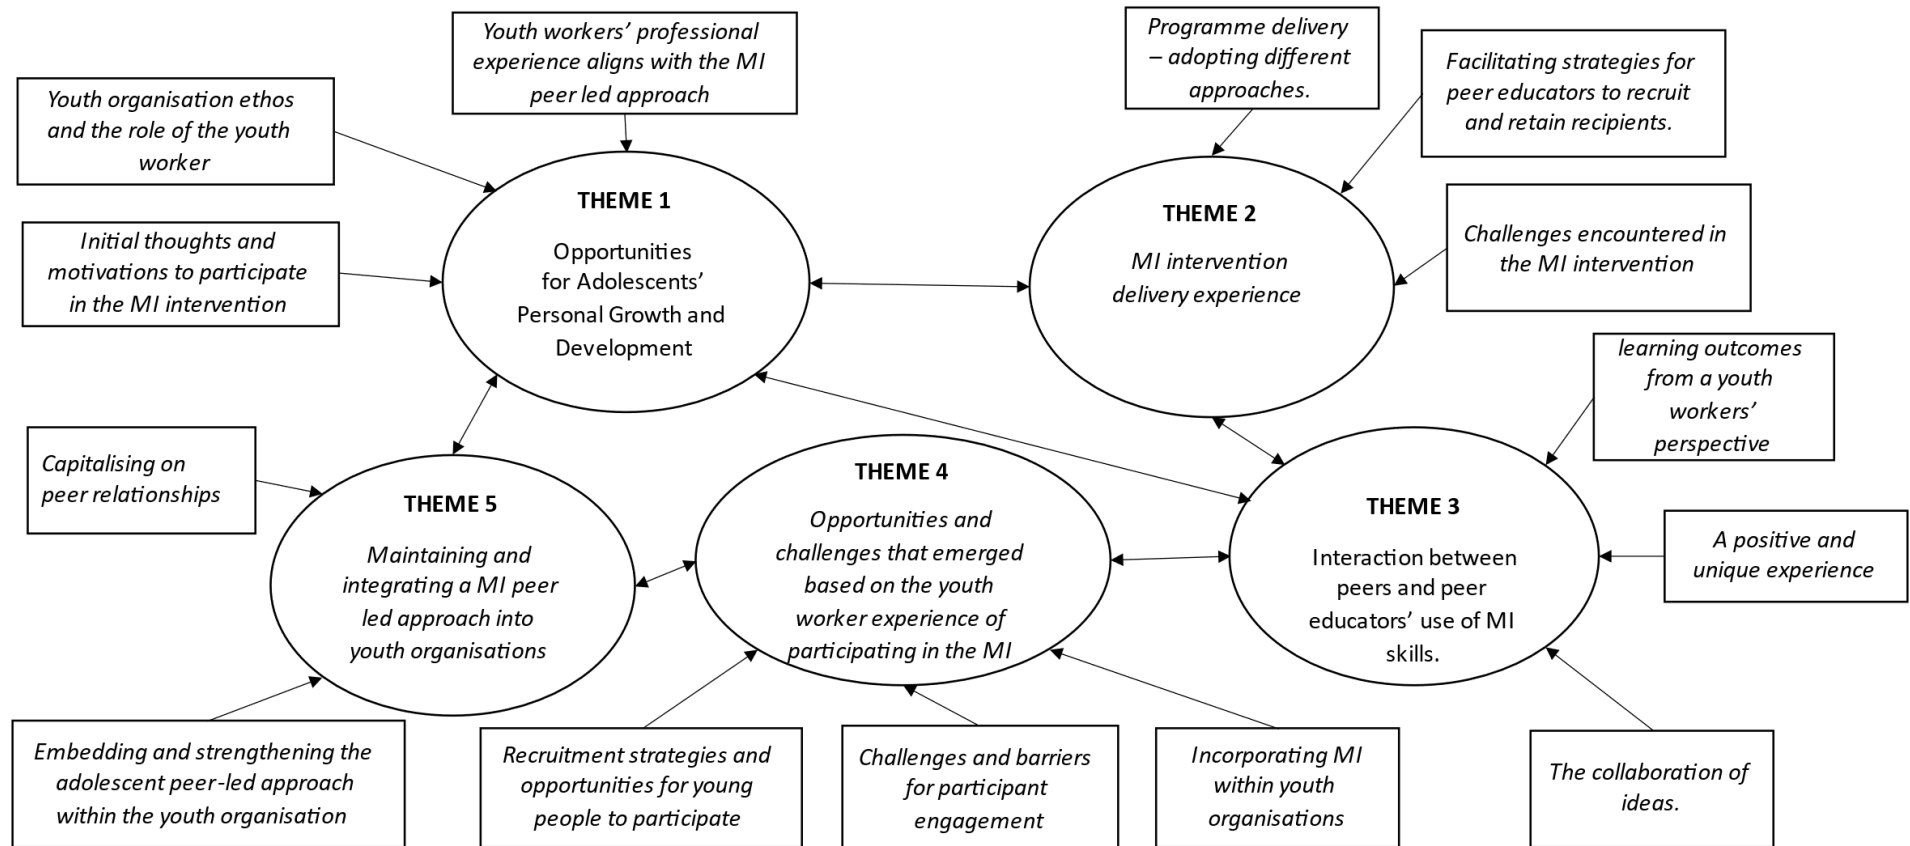 Youth workers' professional
experience aligns with the MI
peer led approach
Programme delivery
– adopting different
approaches.
Facilitating strategies for
peer educators to recruit
and retain recipients.
Youth organisation ethos
and the role of the youth
worker
Initial thoughts and
motivations to participate
in the MI intervention
THEME 1
Opportunities
for Adolescents'
Personal Growth and
Development
THEME 2
MI intervention
delivery experience
Challenges encountered in
the MI intervention
learning outcomes
from a youth
workers'
perspective
Capitalising on
peer relationships
THEME 5
Maintaining and
integrating a MI peer
led approach into
youth organisations
THEME 4
Opportunities and
challenges that emerged
based on the youth
worker experience of
participating in the MI
THEME 3
Interaction between
peers and peer
educators' use of MI
skills.
A positive and
unique experience
Embedding and strengthening the
adolescent peer-led approach
within the youth organisation
Recruitment strategies and
opportunities for young
people to participate
Challenges and barriers
for participant
engagement
Incorporating MI
within youth
organisations
The collaboration of
ideas.